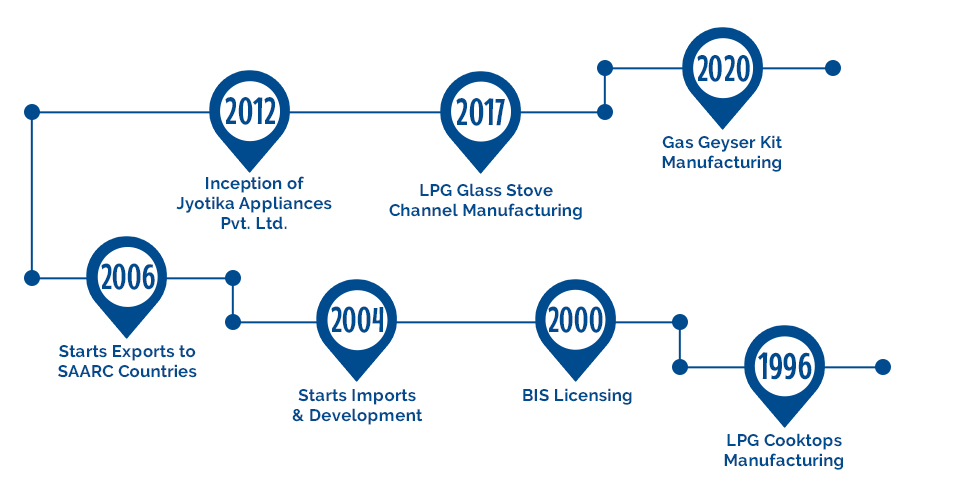 2012
Inception of
Jyotika Appliances
Pvt. Ltd.
2017
LPG Glass Stove
Channel Manufacturing
2020
Gas Geyser Kit
Manufacturing
2006
Starts Exports to
SAARC Countries
2004
Starts Imports
& Development
2000
BIS Licensing
1996
LPG Cooktops
Manufacturing